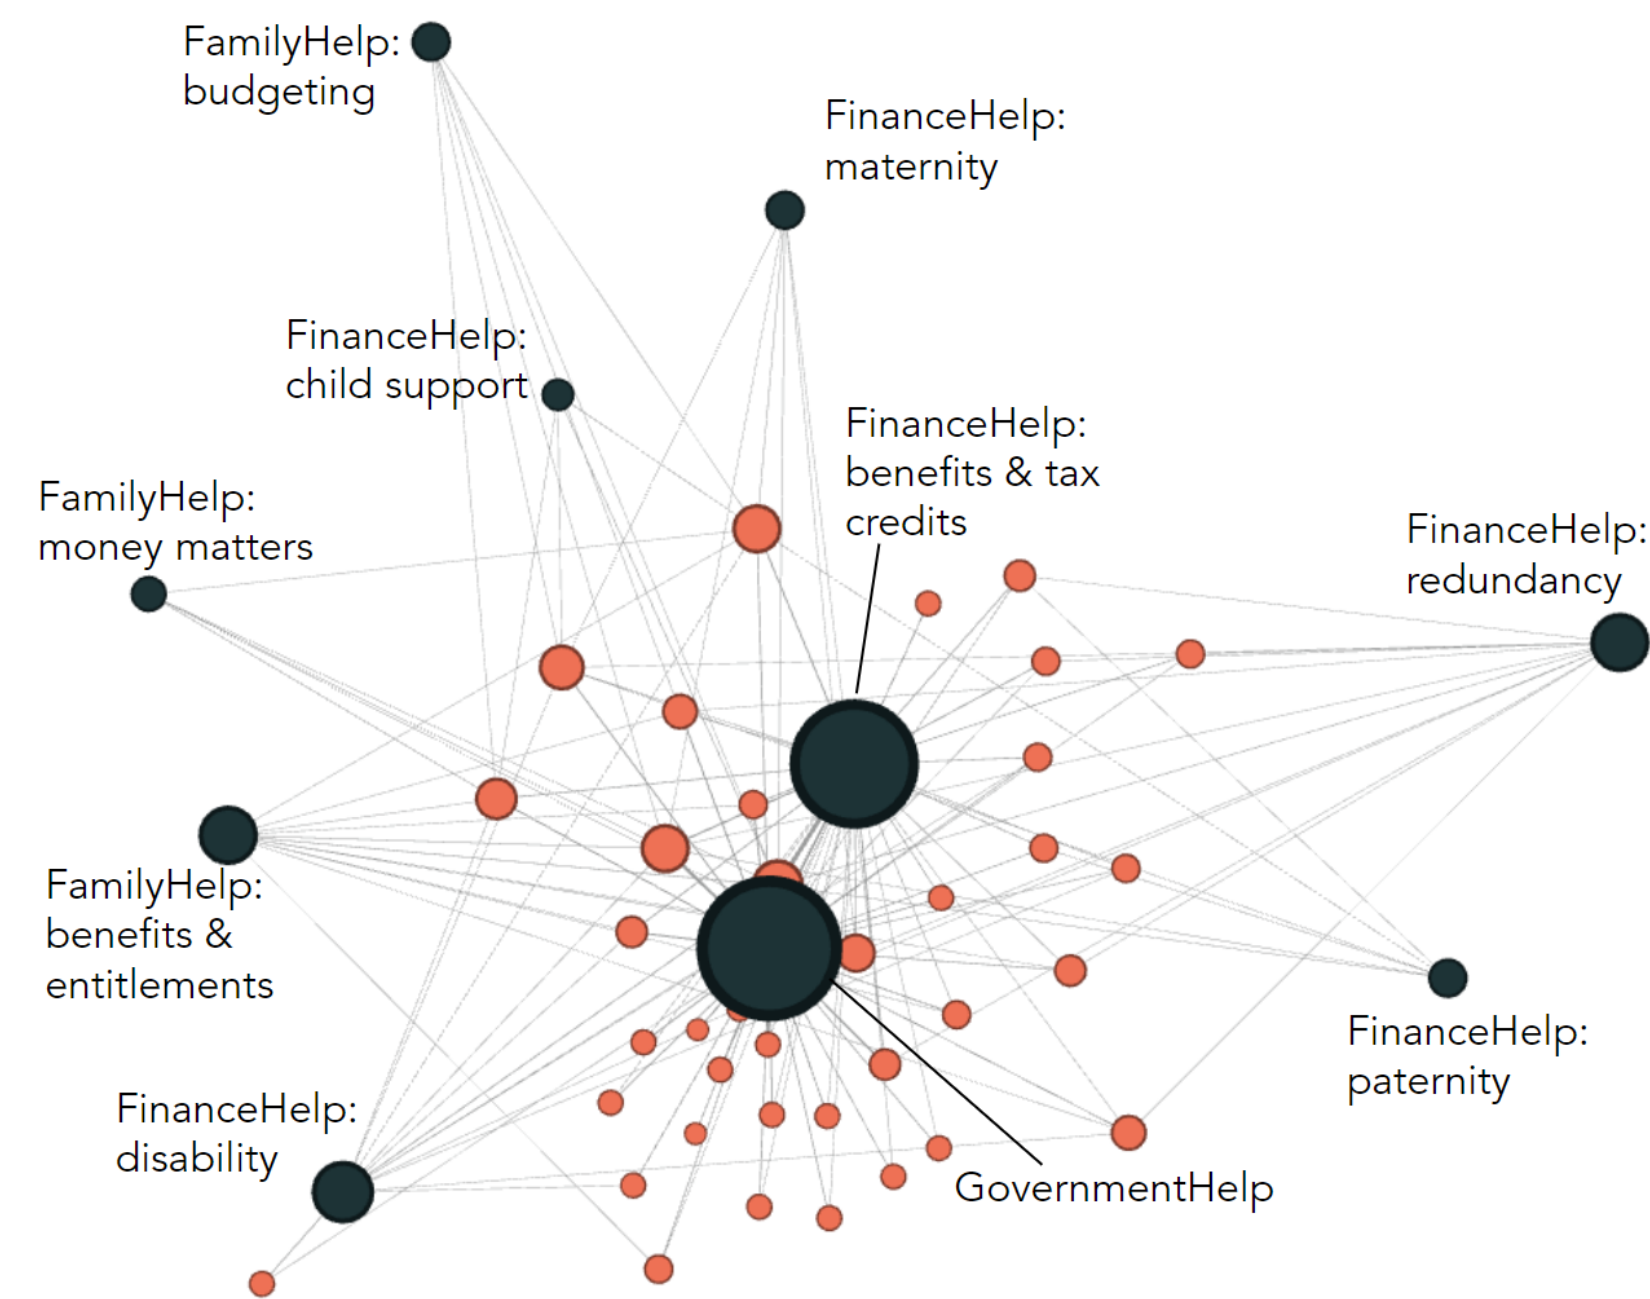 FamilyHelp:
budgeting
FinanceHelp:
maternity
FinanceHelp:
child support
FinanceHelp:
benefits & tax
credits
FamilyHelp:
money matters
FinanceHelp:
redundancy
FamilyHelp:
benefits &
entitlements
FinanceHelp:
paternity
FinanceHelp:
disability
GovernmentHelp